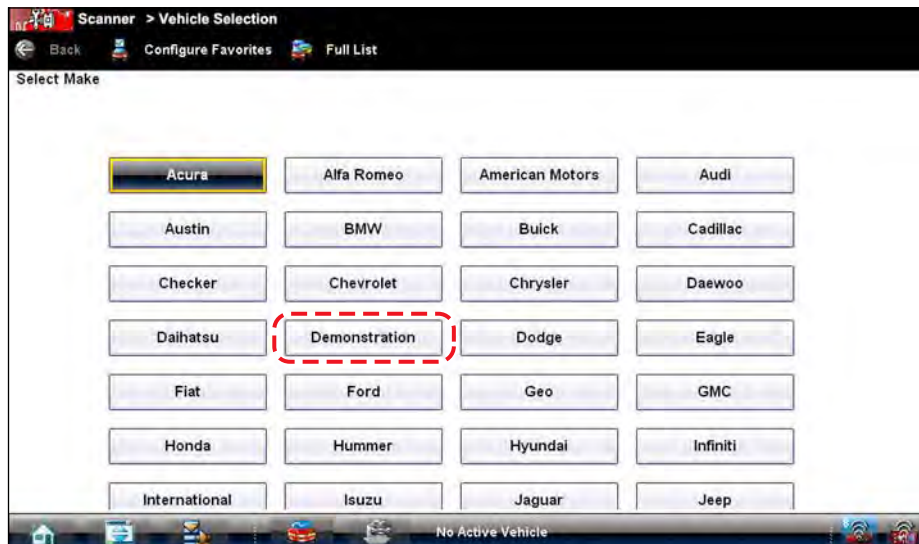 Scanner > Vehicle Selection
Back Configure Favorites Full List
Select Make
Acura Alfa Romeo American Motors Audi
Austin BMW Buick Cadillac
Checker Chevrolet Chrysler Daewoo
Daihatsu Demonstration Dodge Eagle
Fiat Ford Geo GMC
Honda Hummer Hyundai Infiniti
International Isuzu Jaguar Jeep
No Active Vehicle